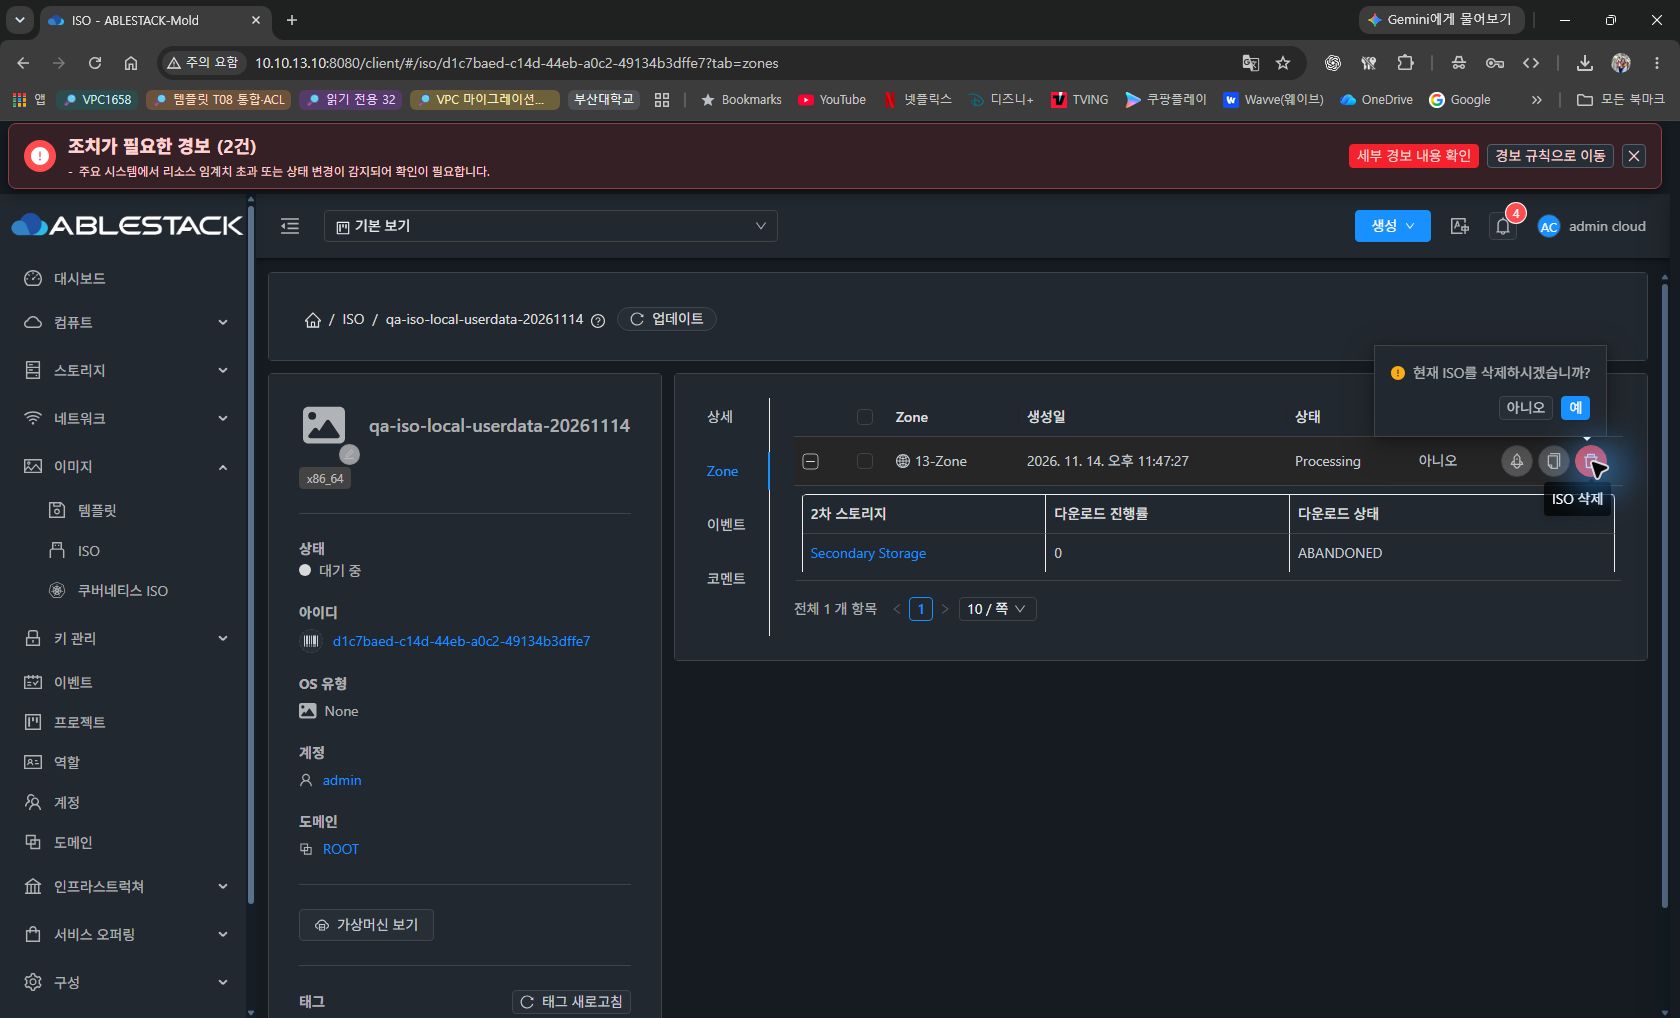 ISO - ABLESTACK-Mold
Gemini에게 물어보기
주의 요함
10.10.13.10:8080/client/#/iso/d1c7baed-c14d-44eb-a0c2-49134b3dffe7?tab=zones
앱
VPC1658
템플릿 T08 통합·ACL
읽기 전용 32
VPC 마이그레이션...
부산대학교
Bookmarks
YouTube
넷플릭스
디즈니+
TVING
쿠팡플레이
Wavve(웨이브)
OneDrive
Google
모든 북마크
조치가 필요한 경보 (2건)
- 주요 시스템에서 리소스 임계치 초과 또는 상태 변경이 감지되어 확인이 필요합니다.
세부 경보 내용 확인
경보 규칙으로 이동
ABLESTACK
기본 보기
생성
4
AC
admin cloud
대시보드
컴퓨트
스토리지
네트워크
이미지
템플릿
ISO
쿠버네티스 ISO
키 관리
이벤트
프로젝트
역할
계정
도메인
인프라스트럭쳐
서비스 오퍼링
구성
/ ISO / qa-iso-local-userdata-20261114
업데이트
qa-iso-local-userdata-20261114
x86_64
상태
대기 중
아이디
d1c7baed-c14d-44eb-a0c2-49134b3dffe7
OS 유형
None
계정
admin
도메인
ROOT
가상머신 보기
태그
태그 새로고침
상세
Zone
이벤트
코멘트
Zone
생성일
상태
현재 ISO를 삭제하시겠습니까?
아니오
예
13-Zone
2026. 11. 14. 오후 11:47:27
Processing
아니오
ISO 삭제
2차 스토리지
다운로드 진행률
다운로드 상태
Secondary Storage
0
ABANDONED
전체 1 개 항목
1
10 / 쪽